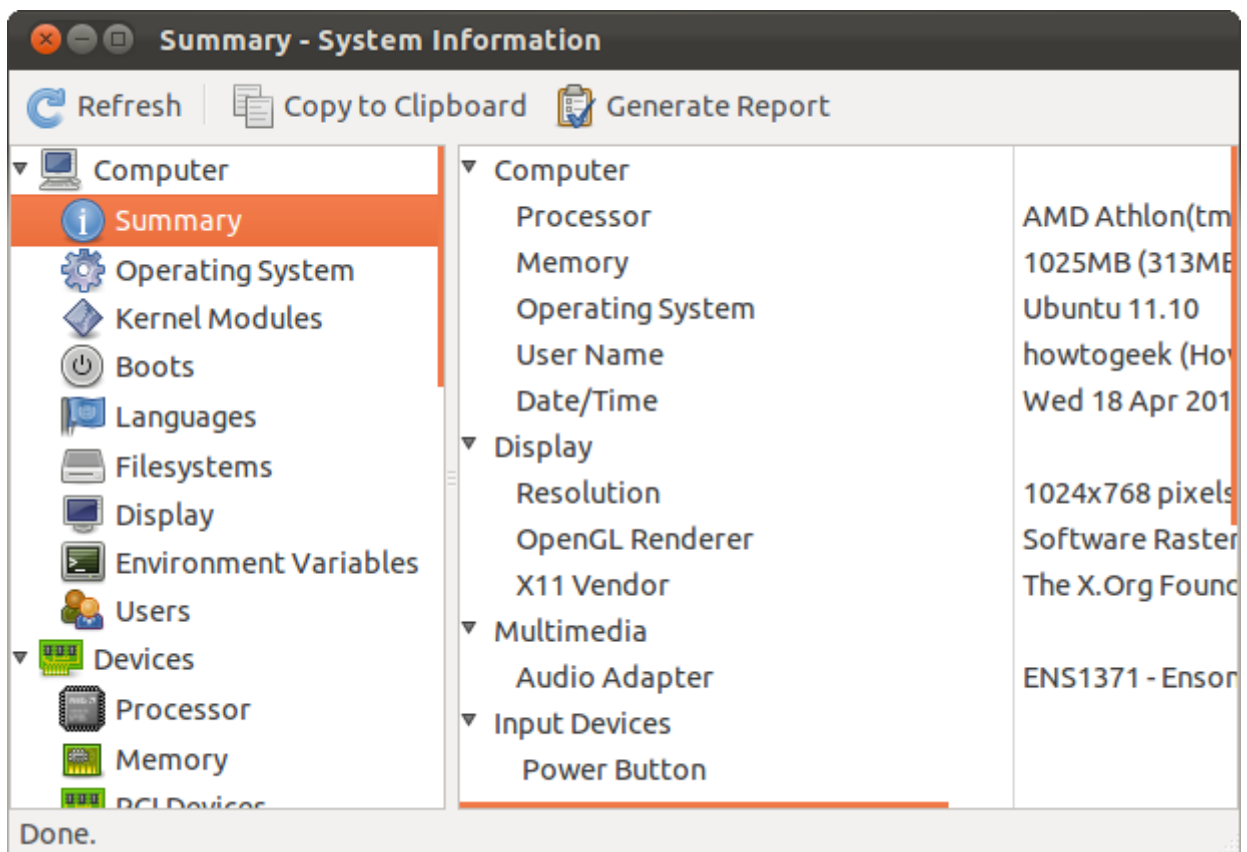 Summary - System Information
Refresh Copy to Clipboard Generate Report
Computer
Summary
Operating System
Kernel Modules
Boots
Languages
Filesystems
Display
Environment Variables
Users
Devices
Processor
Memory
PCI Devices
Computer
Processor AMD Athlon(tm
Memory 1025MB (313MB
Operating System Ubuntu 11.10
User Name howtogeek (How
Date/Time Wed 18 Apr 201
Display
Resolution 1024x768 pixels
OpenGL Renderer Software Raster
X11 Vendor The X.Org Found
Multimedia
Audio Adapter ENS1371 - Enson
Input Devices
Power Button
Done.